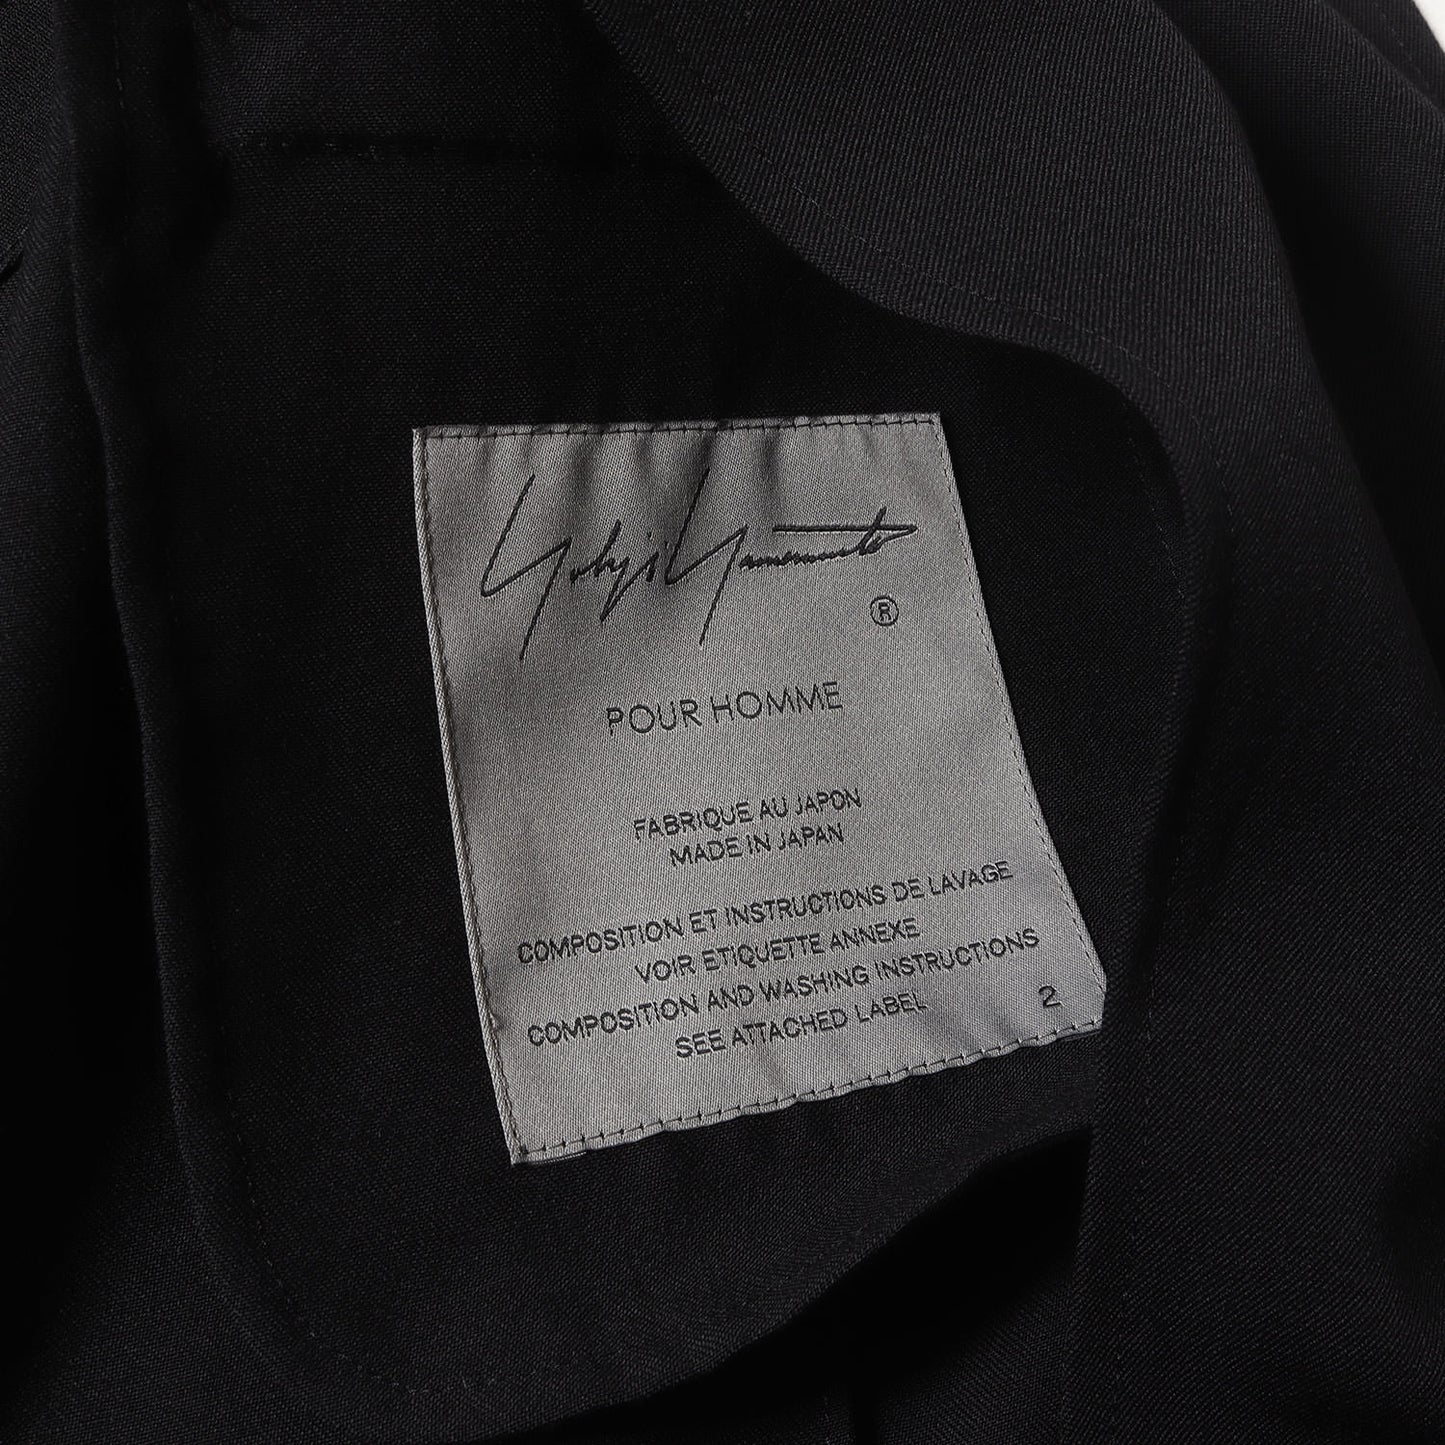 Yohji Yamamoto
®
POUR HOMME
FABRIQUE AU JAPON
MADE IN JAPAN
COMPOSITION ET INSTRUCTIONS DE LAVAGE
VOIR ETIQUETTE ANNEXE
COMPOSITION AND WASHING INSTRUCTIONS
SEE ATTACHED LABEL
2